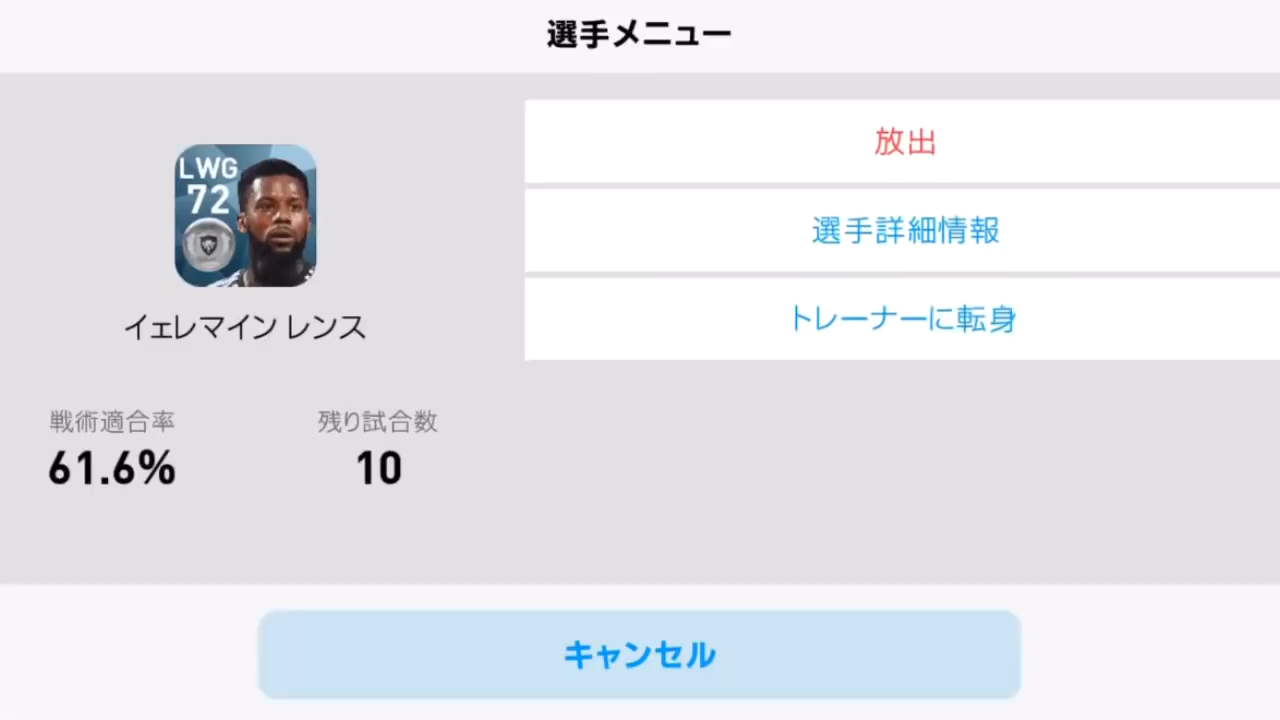 選手メニュー
LWG
72
イェレマイン レンス
戦術適合率
残り試合数
61.6%
10
放出
選手詳細情報
トレーナーに転身
キャンセル